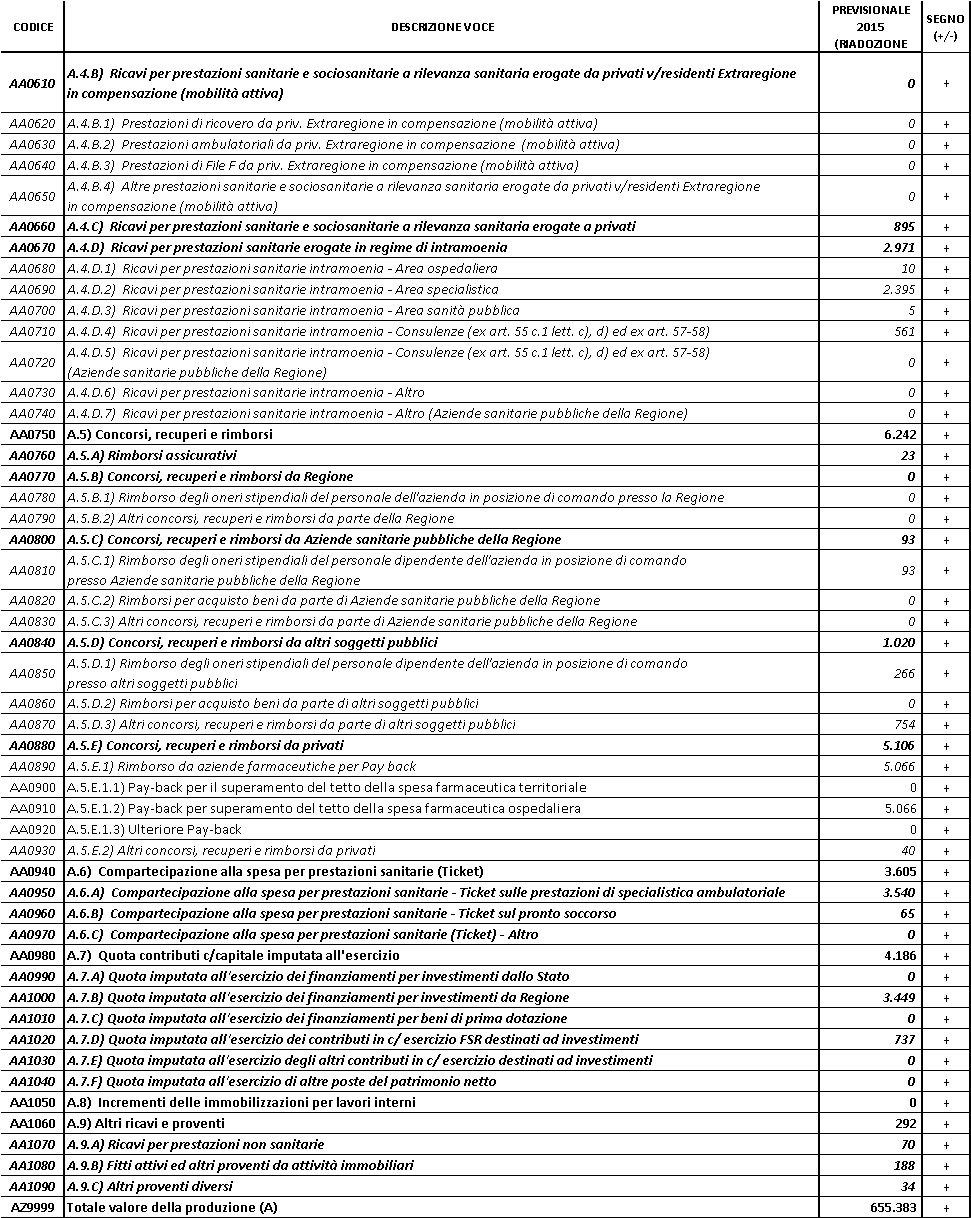 CODICE DESCRIZIONE VOCE PREVISIONALE 2015 (RIADOZIONE SEGNO (+/-)
AA0610 A.4.B) Ricavi per prestazioni sanitarie e sociosanitarie a rilevanza sanitaria erogate da privati v/residenti Extraregione
in compensazione (mobilità attiva) 0 +
AA0620 A.4.B.1) Prestazioni di ricovero da priv. Extraregione in compensazione (mobilità attiva) 0 +
AA0630 A.4.B.2) Prestazioni ambulatoriali da priv. Extraregione in compensazione (mobilità attiva) 0 +
AA0640 A.4.B.3) Prestazioni di File F da priv. Extraregione in compensazione (mobilità attiva) 0 +
AA0650 A.4.B.4) Altre prestazioni sanitarie e sociosanitarie a rilevanza sanitaria erogate da privati v/residenti Extraregione
in compensazione (mobilità attiva) 0 +
AA0660 A.4.C) Ricavi per prestazioni sanitarie e sociosanitarie a rilevanza sanitaria erogate a privati 895 +
AA0670 A.4.D) Ricavi per prestazioni sanitarie erogate in regime di intramoenia 2.971 +
AA0680 A.4.D.1) Ricavi per prestazioni sanitarie intramoenia - Area ospedaliera 10 +
AA0690 A.4.D.2) Ricavi per prestazioni sanitarie intramoenia - Area specialistica 2.395 +
AA0700 A.4.D.3) Ricavi per prestazioni sanitarie intramoenia - Area sanità pubblica 5 +
AA0710 A.4.D.4) Ricavi per prestazioni sanitarie intramoenia - Consulenze (ex art. 55 c.1 lett. c), d) ed ex art. 57-58) 561 +
AA0720 A.4.D.5) Ricavi per prestazioni sanitarie intramoenia - Consulenze (ex art. 55 c.1 lett. c), d) ed ex art. 57-58)
(Aziende sanitarie pubbliche della Regione) 0 +
AA0730 A.4.D.6) Ricavi per prestazioni sanitarie intramoenia - Altro 0 +
AA0740 A.4.D.7) Ricavi per prestazioni sanitarie intramoenia - Altro (Aziende sanitarie pubbliche della Regione) 0 +
AA0750 A.5) Concorsi, recuperi e rimborsi 6.242 +
AA0760 A.5.A) Rimborsi assicurativi 23 +
AA0770 A.5.B) Concorsi, recuperi e rimborsi da Regione 0 +
AA0780 A.5.B.1) Rimborso degli oneri stipendiali del personale dell'azienda in posizione di comando presso la Regione 0 +
AA0790 A.5.B.2) Altri concorsi, recuperi e rimborsi da parte della Regione 0 +
AA0800 A.5.C) Concorsi, recuperi e rimborsi da Aziende sanitarie pubbliche della Regione 93 +
AA0810 A.5.C.1) Rimborso degli oneri stipendiali del personale dipendente dell'azienda in posizione di comando
presso Aziende sanitarie pubbliche della Regione 93 +
AA0820 A.5.C.2) Rimborsi per acquisto beni da parte di Aziende sanitarie pubbliche della Regione 0 +
AA0830 A.5.C.3) Altri concorsi, recuperi e rimborsi da parte di Aziende sanitarie pubbliche della Regione 0 +
AA0840 A.5.D) Concorsi, recuperi e rimborsi da altri soggetti pubblici 1.020 +
AA0850 A.5.D.1) Rimborso degli oneri stipendiali del personale dipendente dell'azienda in posizione di comando
presso altri soggetti pubblici 266 +
AA0860 A.5.D.2) Rimborsi per acquisto beni da parte di altri soggetti pubblici 0 +
AA0870 A.5.D.3) Altri concorsi, recuperi e rimborsi da parte di altri soggetti pubblici 754 +
AA0880 A.5.E) Concorsi, recuperi e rimborsi da privati 5.106 +
AA0890 A.5.E.1) Rimborso da aziende farmaceutiche per Pay back 5.066 +
AA0900 A.5.E.1.1) Pay-back per il superamento del tetto della spesa farmaceutica territoriale 0 +
AA0910 A.5.E.1.2) Pay-back per superamento del tetto della spesa farmaceutica ospedaliera 5.066 +
AA0920 A.5.E.1.3) Ulteriore Pay-back 0 +
AA0930 A.5.E.2) Altri concorsi, recuperi e rimborsi da privati 40 +
AA0940 A.6) Compartecipazione alla spesa per prestazioni sanitarie (Ticket) 3.605 +
AA0950 A.6.A) Compartecipazione alla spesa per prestazioni sanitarie - Ticket sulle prestazioni di specialistica ambulatoriale 3.540 +
AA0960 A.6.B) Compartecipazione alla spesa per prestazioni sanitarie - Ticket sul pronto soccorso 65 +
AA0970 A.6.C) Compartecipazione alla spesa per prestazioni sanitarie (Ticket) - Altro 0 +
AA0980 A.7) Quota contributi c/capitale imputata all'esercizio 4.186 +
AA0990 A.7.A) Quota imputata all'esercizio dei finanziamenti per investimenti dallo Stato 0 +
AA1000 A.7.B) Quota imputata all'esercizio dei finanziamenti per investimenti da Regione 3.449 +
AA1010 A.7.C) Quota imputata all'esercizio dei finanziamenti per beni di prima dotazione 0 +
AA1020 A.7.D) Quota imputata all'esercizio dei contributi in c/ esercizio FSR destinati ad investimenti 737 +
AA1030 A.7.E) Quota imputata all'esercizio degli altri contributi in c/ esercizio destinati ad investimenti 0 +
AA1040 A.7.F) Quota imputata all'esercizio di altre poste del patrimonio netto 0 +
AA1050 A.8) Incrementi delle immobilizzazioni per lavori interni 0 +
AA1060 A.9) Altri ricavi e proventi 292 +
AA1070 A.9.A) Ricavi per prestazioni non sanitarie 70 +
AA1080 A.9.B) Fitti attivi ed altri proventi da attività immobiliari 188 +
AA1090 A.9.C) Altri proventi diversi 34 +
AZ9999 Totale valore della produzione (A) 655.383 +